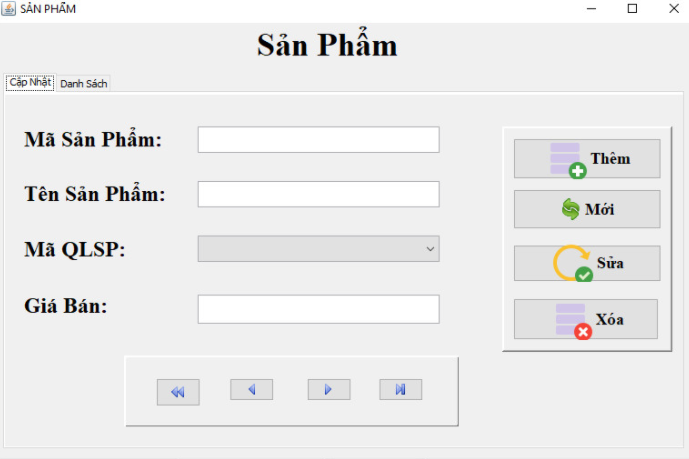 SẢN PHẨM
Sản Phẩm
Cập Nhật Danh Sách
Mã Sản Phẩm:
Thêm
Tên Sản Phẩm:
Mới
Mã QLSP:
Sửa
Giá Bán:
Xóa